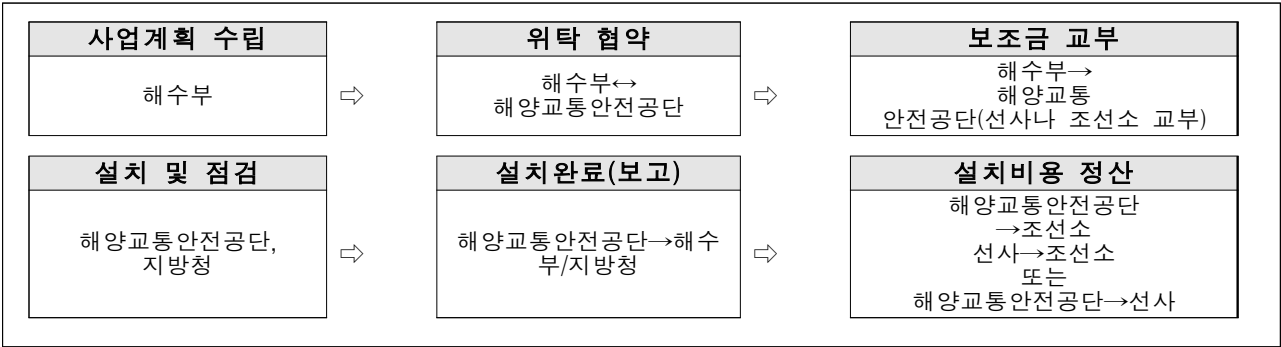 사업계획 수립
해수부
⇨
위탁 협약
해수부↔
해양교통안전공단
⇨
보조금 교부
해수부→
해양교통
안전공단(선사나 조선소 교부)
설치 및 점검
해양교통안전공단,
지방청
⇨
설치완료(보고)
해양교통안전공단→해수
부/지방청
⇨
설치비용 정산
해양교통안전공단
→조선소
선사→조선소
또는
해양교통안전공단→선사